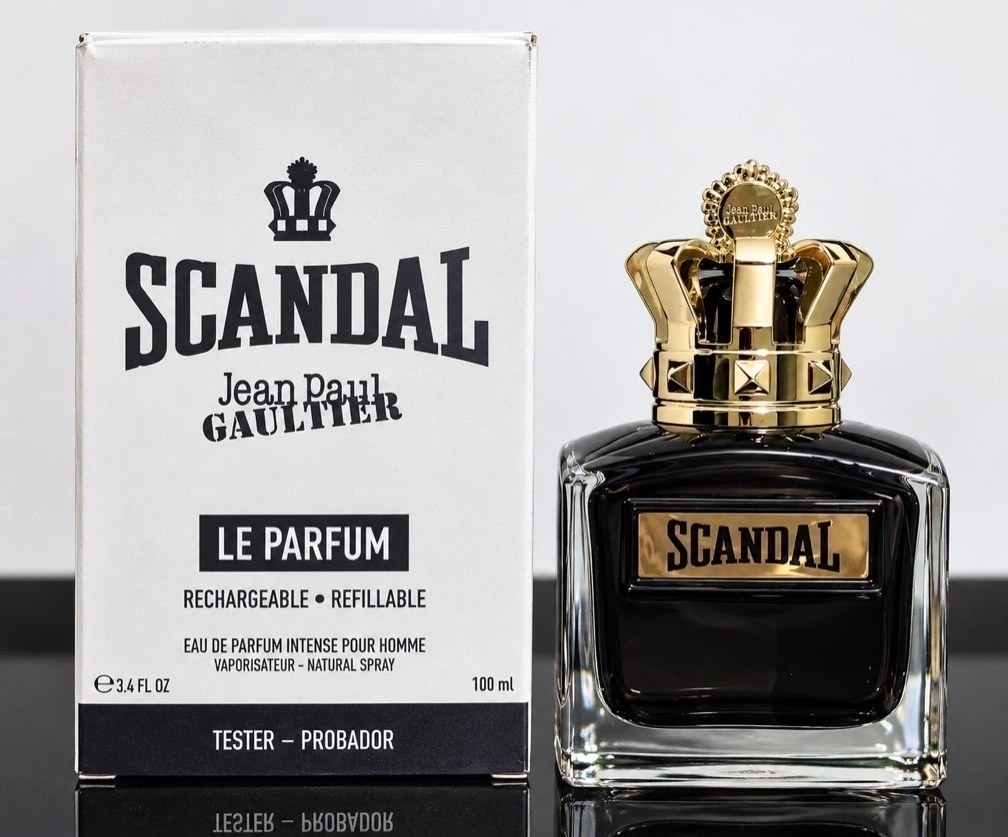 SCANDAL
Jean Paul
GAULTIER
LE PARFUM
RECHARGEABLE • REFILLABLE
EAU DE PARFUM INTENSE POUR HOMME
VAPORISATEUR - NATURAL SPRAY
℮ 3.4 FL OZ 100 ml
TESTER – PROBADOR
Jean Paul
GAULTIER
SCANDAL